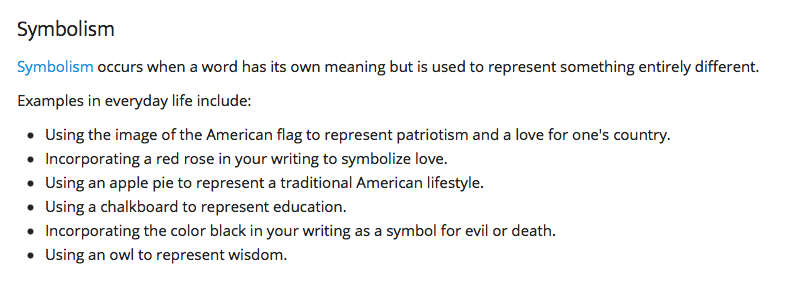 Symbolism
Symbolism occurs when a word has its own meaning but is used to represent something entirely different.
Examples in everyday life include:
• Using the image of the American flag to represent patriotism and a love for one's country.
• Incorporating a red rose in your writing to symbolize love.
• Using an apple pie to represent a traditional American lifestyle.
• Using a chalkboard to represent education.
• Incorporating the color black in your writing as a symbol for evil or death.
• Using an owl to represent wisdom.